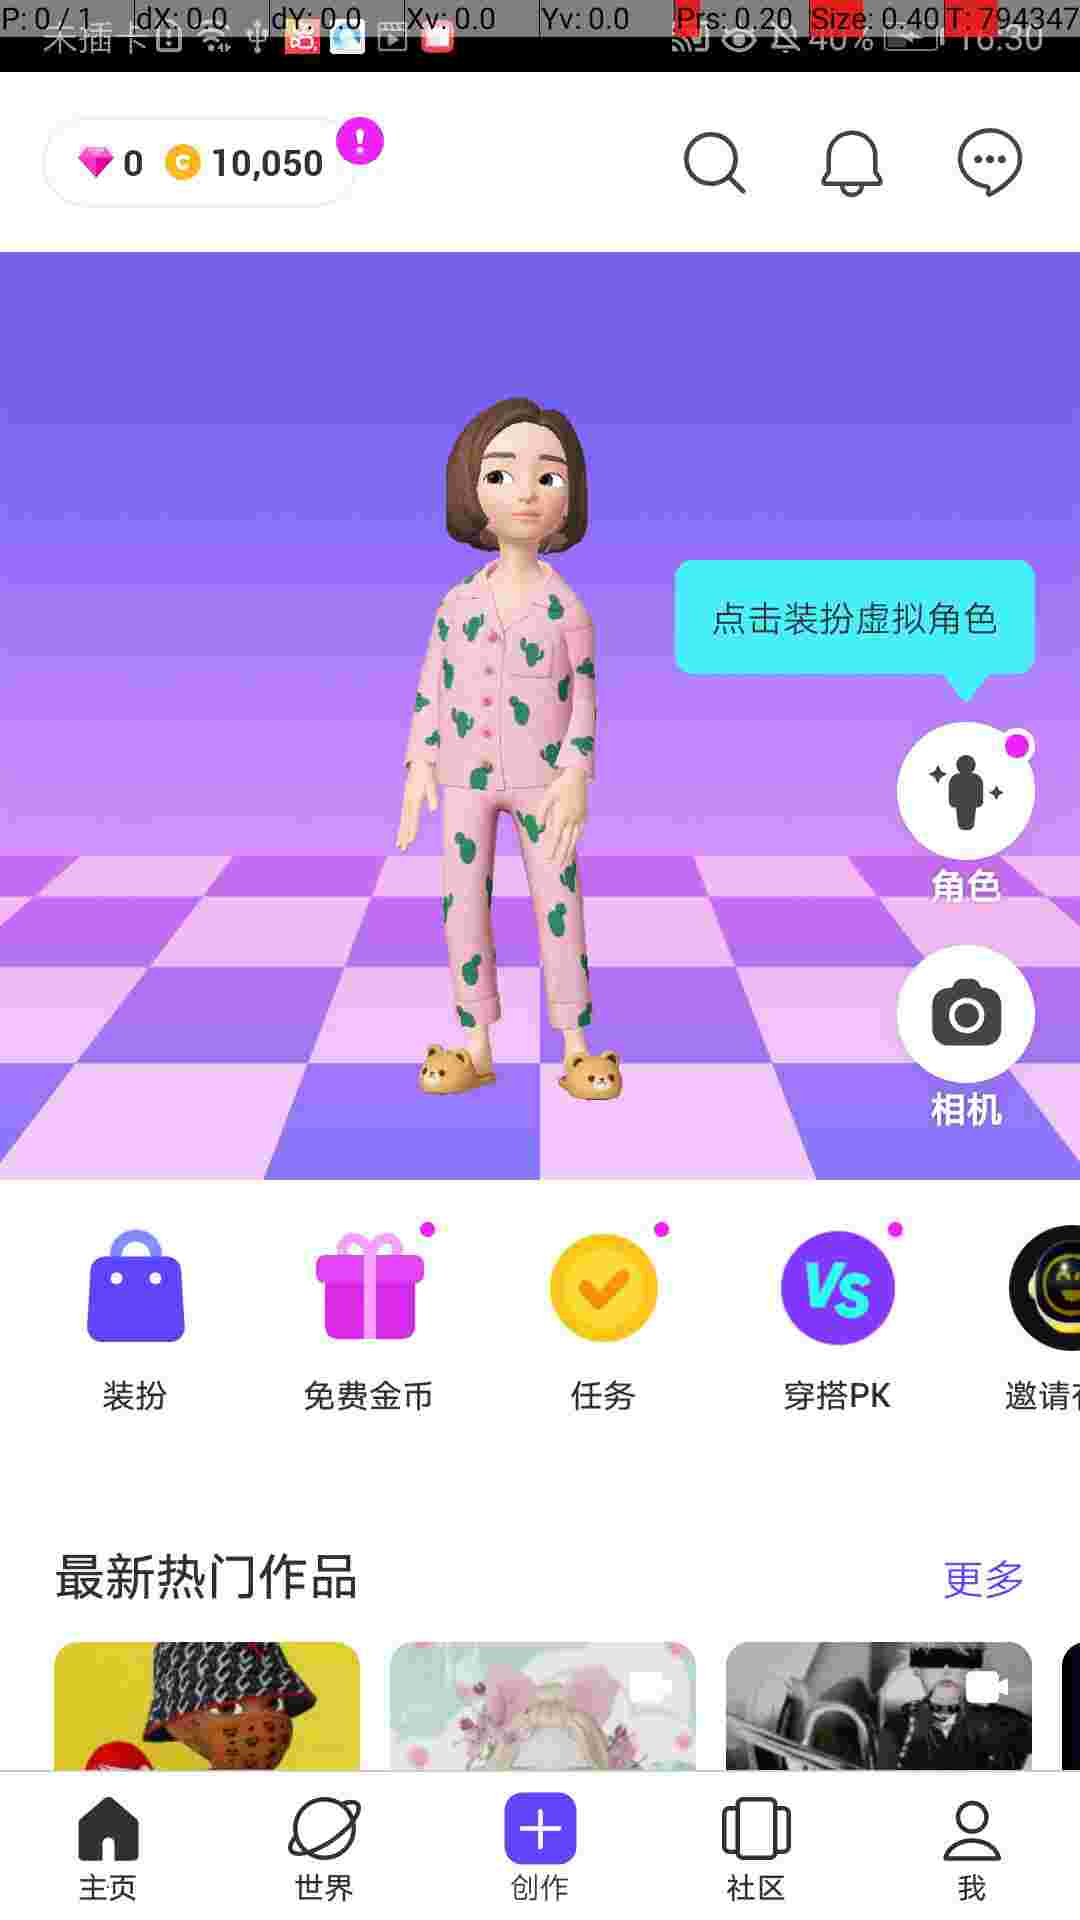 P: 0 / 1 dX: 0.0 dY: 0.0 Xv: 0.0 Yv: 0.0 Prs: 0.20 Size: 0.40 T: 794347
未插卡 40% 16:30
0 10,050
点击装扮虚拟角色
角色
相机
VS
装扮 免费金币 任务 穿搭PK 邀请
最新热门作品 更多
主页 世界 创作 社区 我